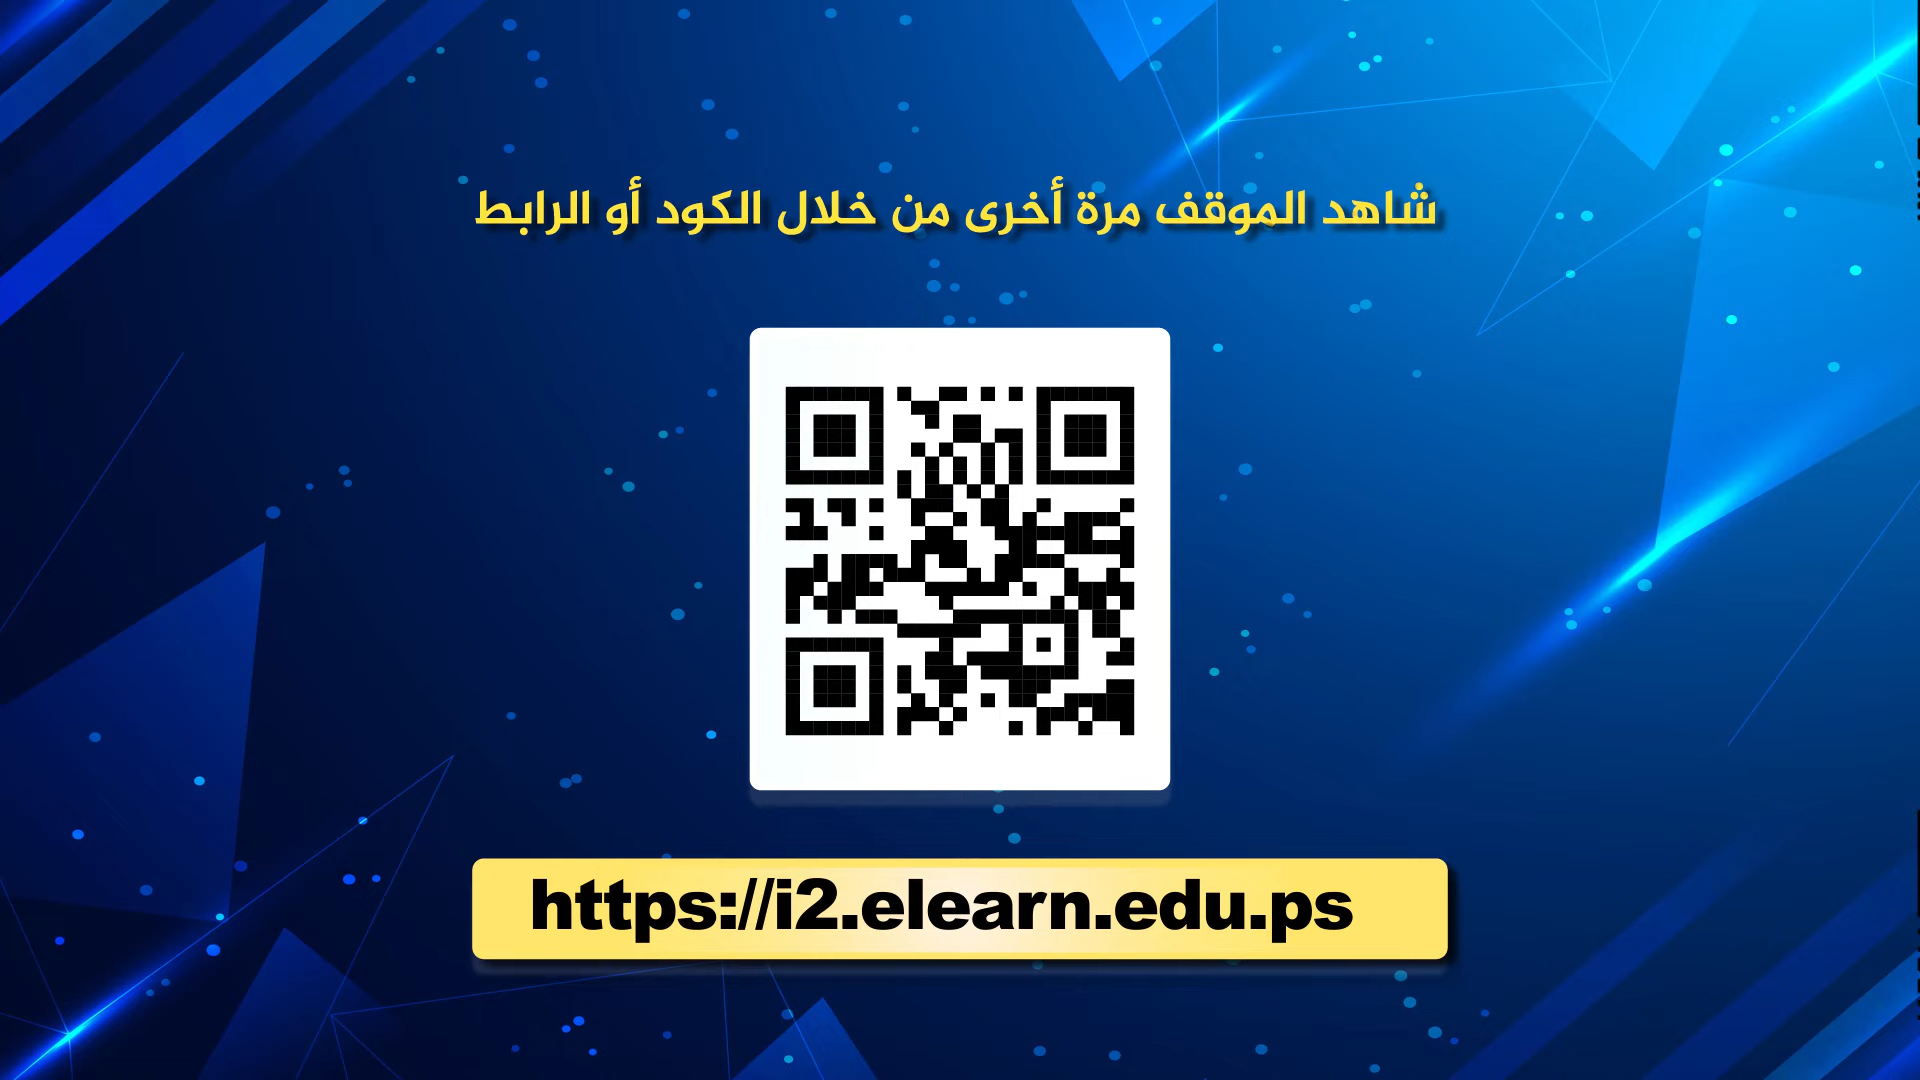 شاهد الموقف مرة أخرى من خلال الكود أو الرابط
https://i2.elearn.edu.ps